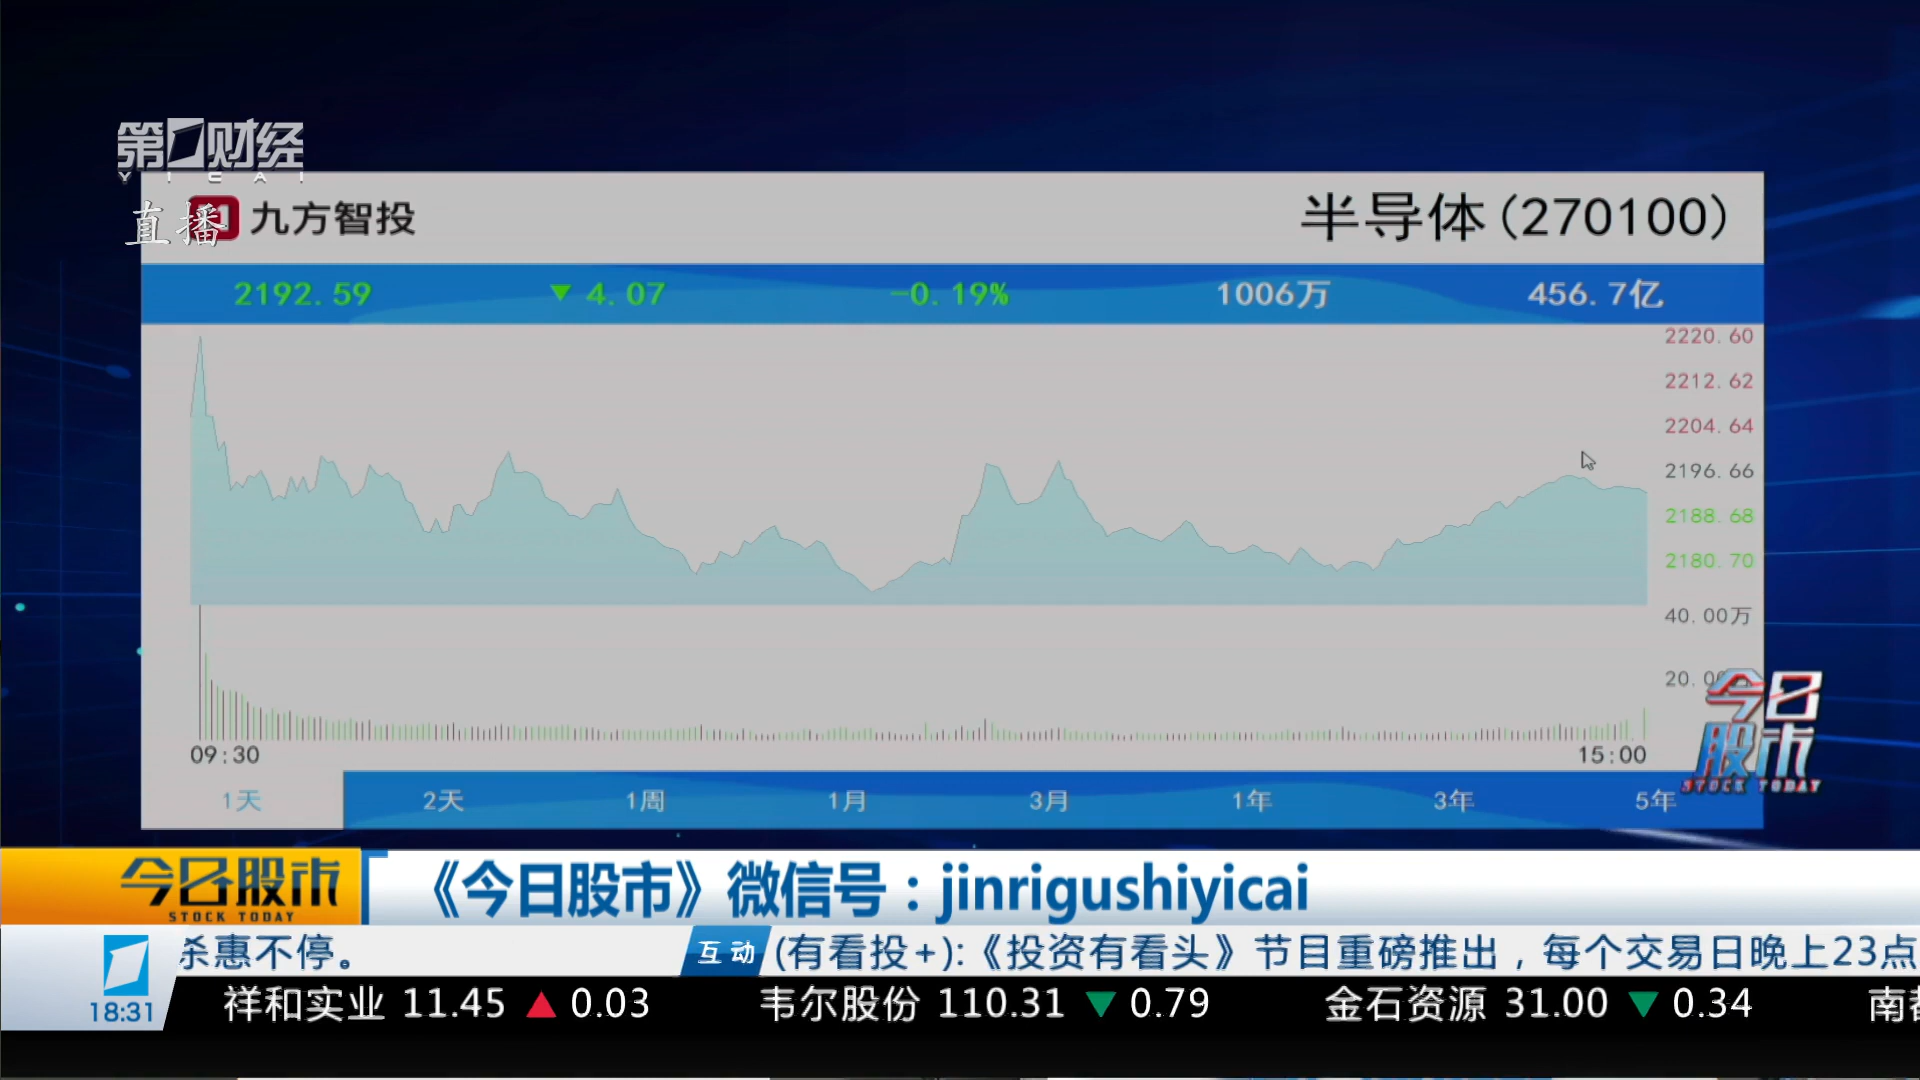 第一财经
YICAI
直播
九方智投
半导体(270100)
2192.59 ▼ 4.07 -0.19% 1006万 456.7亿
2220.60
2212.62
2204.64
2196.66
2188.68
2180.70
40.00万
20.00
今日
股市
STOCK TODAY
09:30 15:00
1天 2天 1周 1月 3月 1年 3年 5年
今日股市
STOCK TODAY
《今日股市》微信号：jinrigushiyicai
杀惠不停。 互动 (有看投+):《投资有看头》节目重磅推出，每个交易日晚上23点
18:31
祥和实业 11.45 ▲ 0.03 韦尔股份 110.31 ▼ 0.79 金石资源 31.00 ▼ 0.34 南